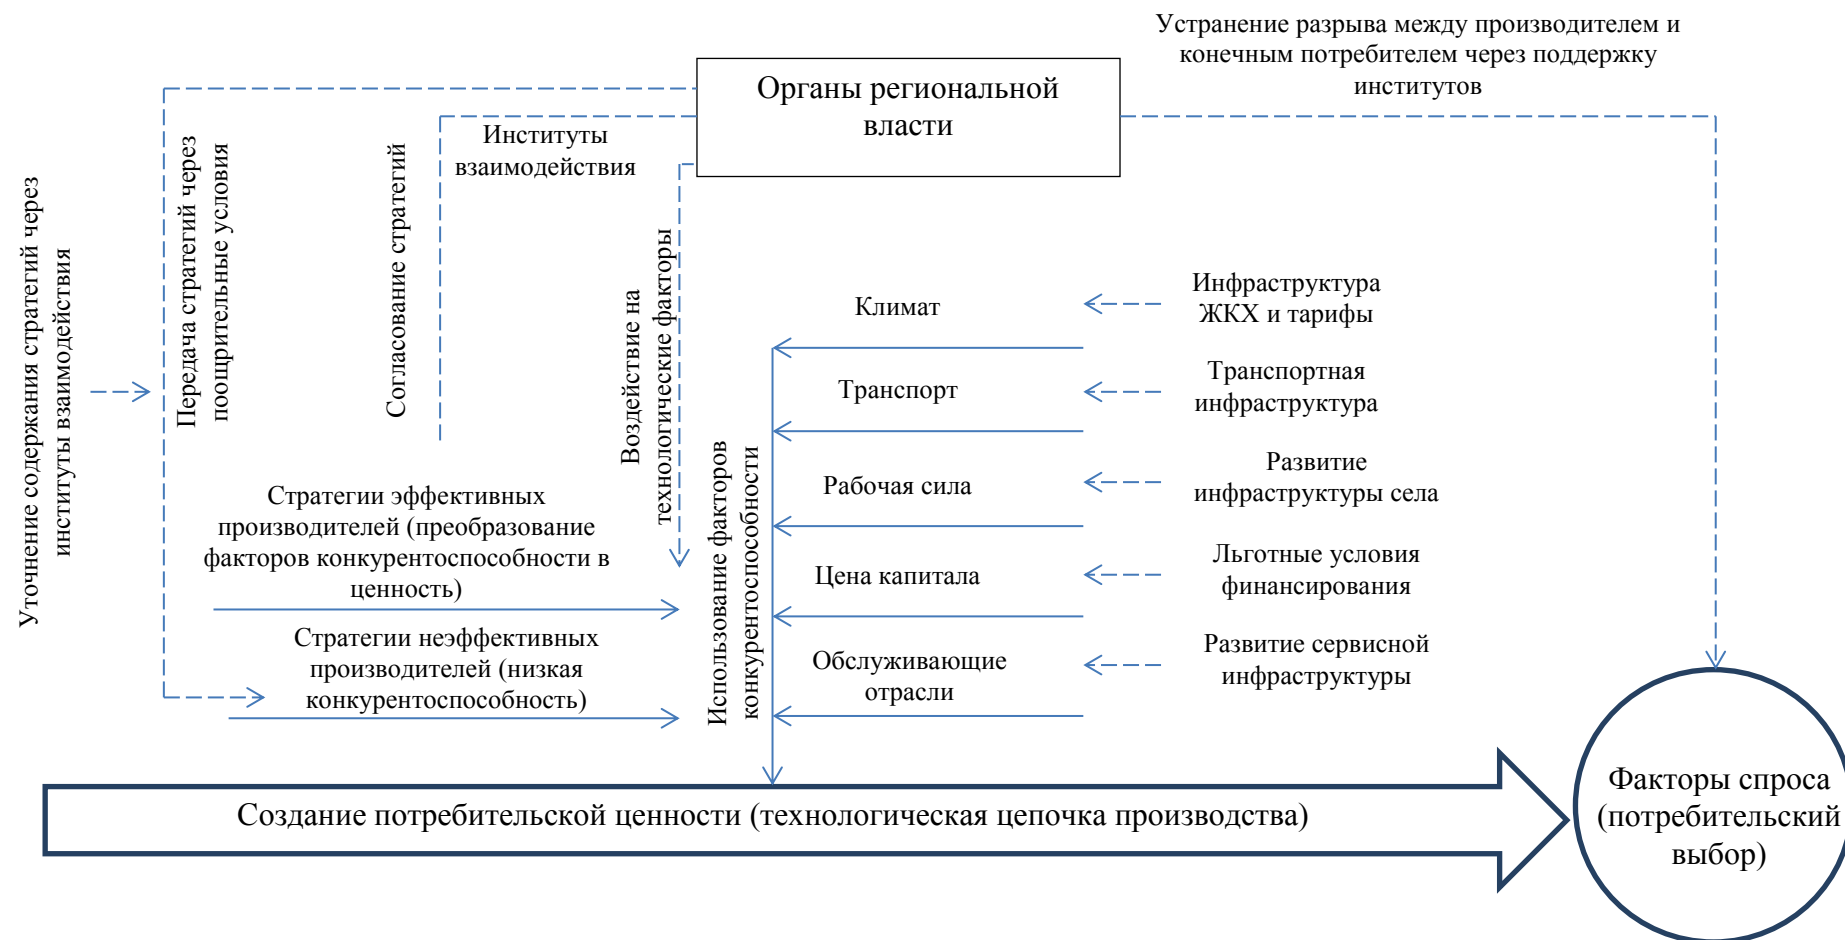 Устранение разрыва между производителем и
конечным потребителем через поддержку
институтов
Органы региональной
власти
Институты
взаимодействия
Уточнение содержания стратегий через
институты взаимодействия
Передача стратегий через
поощрительные условия
Согласование стратегий
Воздействие на
технологические факторы
Климат
Инфраструктура
ЖКХ и тарифы
Транспорт
Транспортная
инфраструктура
Рабочая сила
Развитие
инфраструктуры села
Цена капитала
Льготные условия
финансирования
Обслуживающие
отрасли
Развитие сервисной
инфраструктуры
Использование факторов
конкурентоспособности
Стратегии эффективных
производителей (преобразование
факторов конкурентоспособности в
ценность)
Стратегии неэффективных
производителей (низкая
конкурентоспособность)
Создание потребительской ценности (технологическая цепочка производства)
Факторы спроса
(потребительский
выбор)